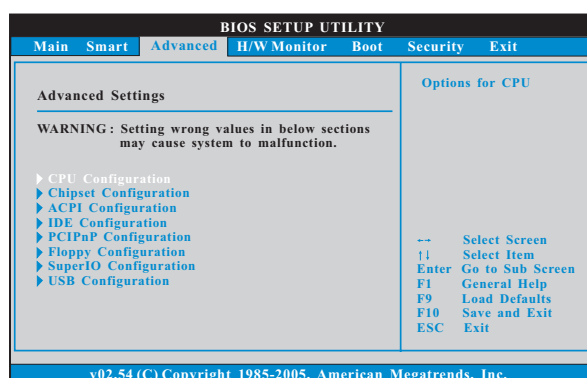 BIOS SETUP UTILITY
Main Smart Advanced H/W Monitor Boot Security Exit
Advanced Settings
WARNING : Setting wrong values in below sections
may cause system to malfunction.
CPU Configuration
Chipset Configuration
ACPI Configuration
IDE Configuration
PCIPnP Configuration
Floppy Configuration
SuperIO Configuration
USB Configuration
Options for CPU
←→ Select Screen
↑↓ Select Item
Enter Go to Sub Screen
F1 General Help
F9 Load Defaults
F10 Save and Exit
ESC Exit
v02.54 (C) Copyright 1985-2005, American Megatrends, Inc.